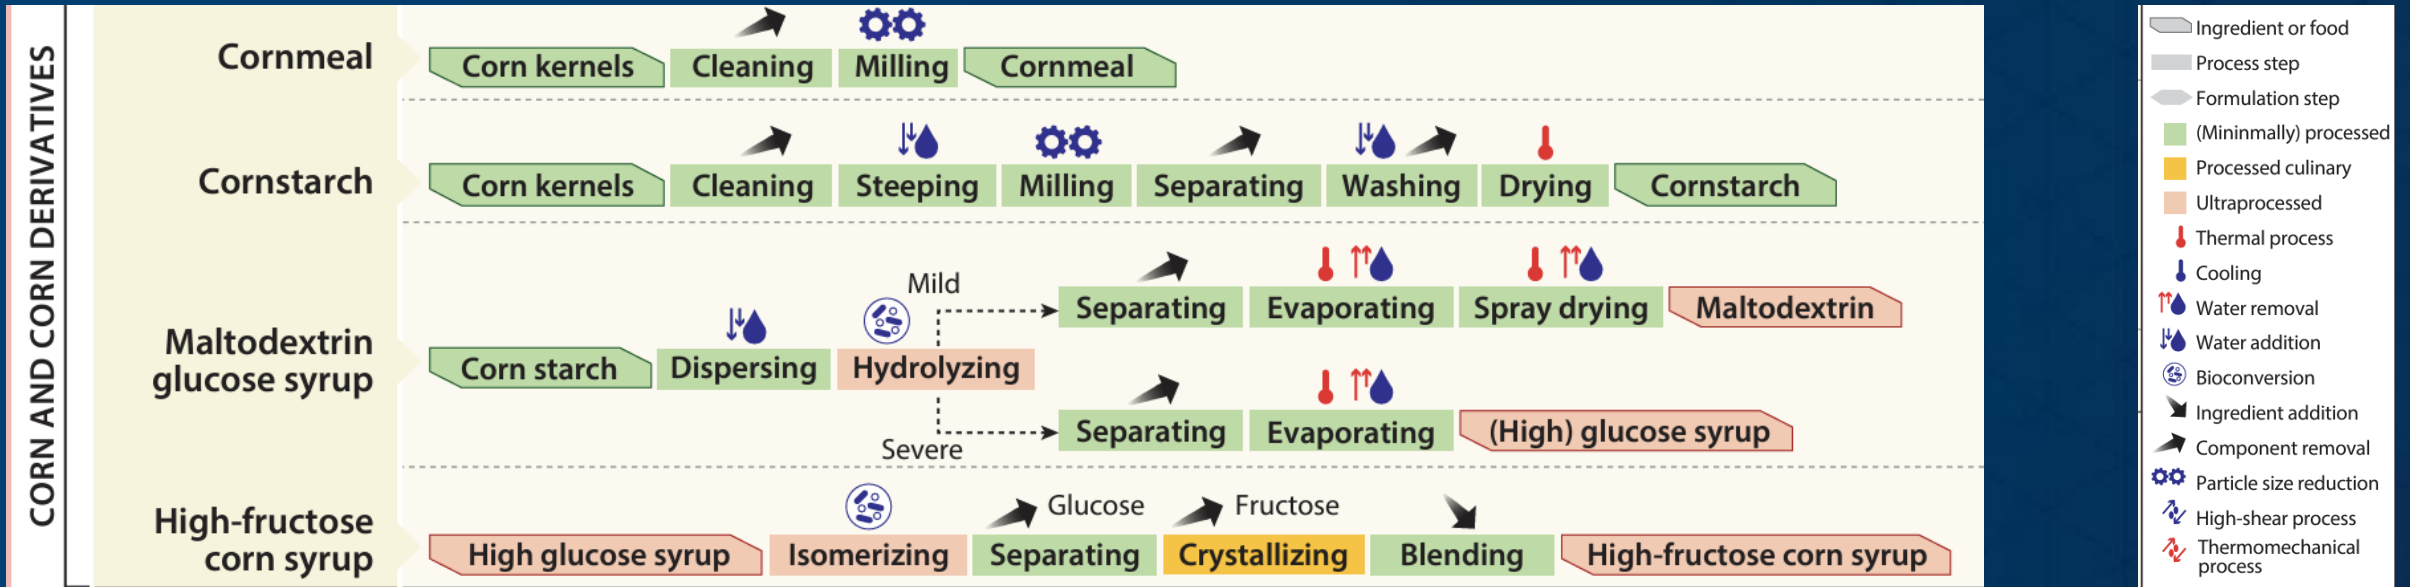 CORN AND CORN DERIVATIVES
Cornmeal
Corn kernels Cleaning Milling Cornmeal
Cornstarch
Corn kernels Cleaning Steeping Milling Separating Washing Drying Cornstarch
Maltodextrin
glucose syrup
Corn starch Dispersing Hydrolyzing
Mild
Separating Evaporating Spray drying Maltodextrin
Severe
Separating Evaporating (High) glucose syrup
High-fructose
corn syrup
Glucose Fructose
High glucose syrup Isomerizing Separating Crystallizing Blending High-fructose corn syrup
Ingredient or food
Process step
Formulation step
(Mininmally) processed
Processed culinary
Ultraprocessed
Thermal process
Cooling
Water removal
Water addition
Bioconversion
Ingredient addition
Component removal
Particle size reduction
High-shear process
Thermomechanical
process